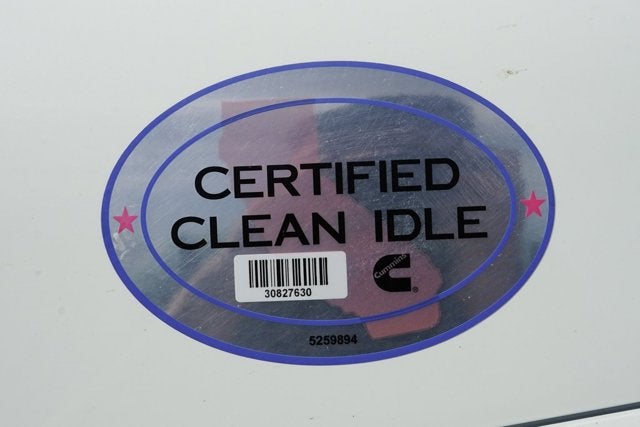 CERTIFIED
CLEAN IDLE
30827630
Cummins
®
5259894